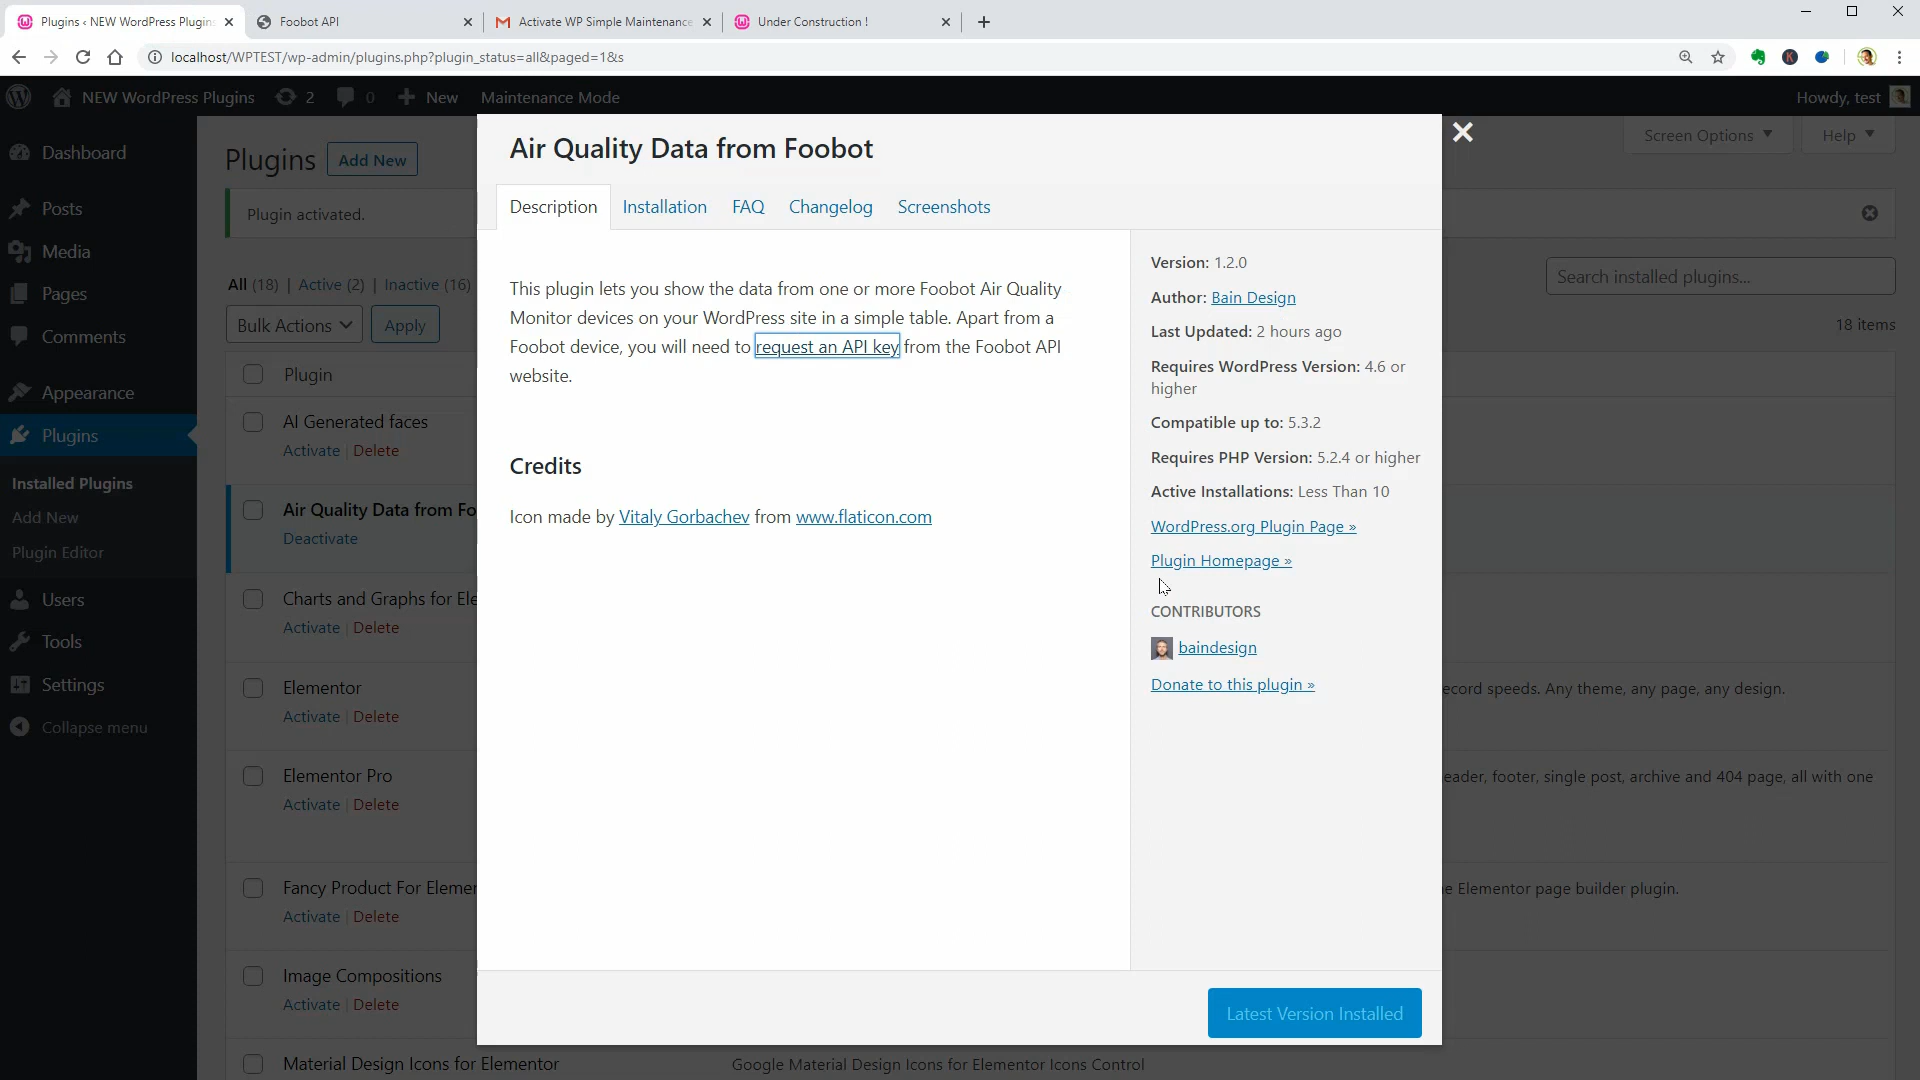 Plugins < NEW WordPress Plugins
Foobot API
Activate WP Simple Maintenance
Under Construction !
localhost/WPTEST/wp-admin/plugins.php?plugin_status=all&paged=1&s
NEW WordPress Plugins
2
0
New
Maintenance Mode
Howdy, test
Dashboard
Posts
Media
Pages
Comments
Appearance
Plugins
Installed Plugins
Add New
Plugin Editor
Users
Tools
Settings
Collapse menu
Plugins
Add New
Screen Options
Help
Plugin activated.
All (18) | Active (2) | Inactive (16)
Search installed plugins...
Bulk Actions
Apply
18 items
Plugin
AI Generated faces
Activate | Delete
Air Quality Data from Fo
Deactivate
Charts and Graphs for Ele
Activate | Delete
Elementor
ecord speeds. Any theme, any page, any design.
Activate | Delete
Elementor Pro
eader, footer, single post, archive and 404 page, all with one
Activate | Delete
Fancy Product For Elemen
e Elementor page builder plugin.
Activate | Delete
Image Compositions
Activate | Delete
Material Design Icons for Elementor
Google Material Design Icons for Elementor Icons Control
Air Quality Data from Foobot
Description
Installation
FAQ
Changelog
Screenshots
This plugin lets you show the data from one or more Foobot Air Quality
Monitor devices on your WordPress site in a simple table. Apart from a
Foobot device, you will need to request an API key from the Foobot API
website.
Credits
Icon made by Vitaly Gorbachev from www.flaticon.com
Version: 1.2.0
Author: Bain Design
Last Updated: 2 hours ago
Requires WordPress Version: 4.6 or
higher
Compatible up to: 5.3.2
Requires PHP Version: 5.2.4 or higher
Active Installations: Less Than 10
WordPress.org Plugin Page »
Plugin Homepage »
CONTRIBUTORS
baindesign
Donate to this plugin »
Latest Version Installed